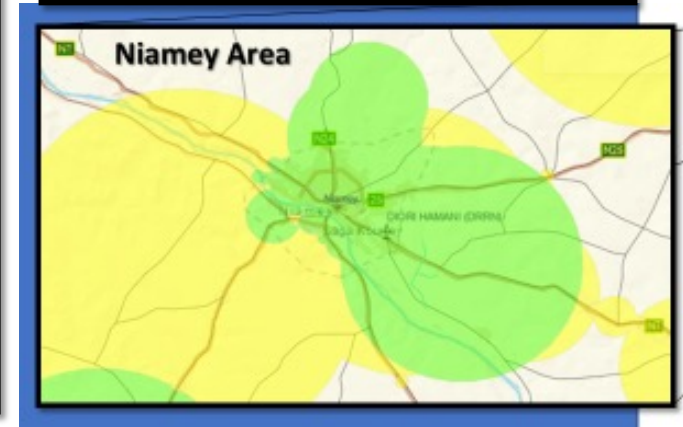 Niamey Area
N1
N24
N25
Niamey
25
DIORI HAMANI (DRRN)
N1